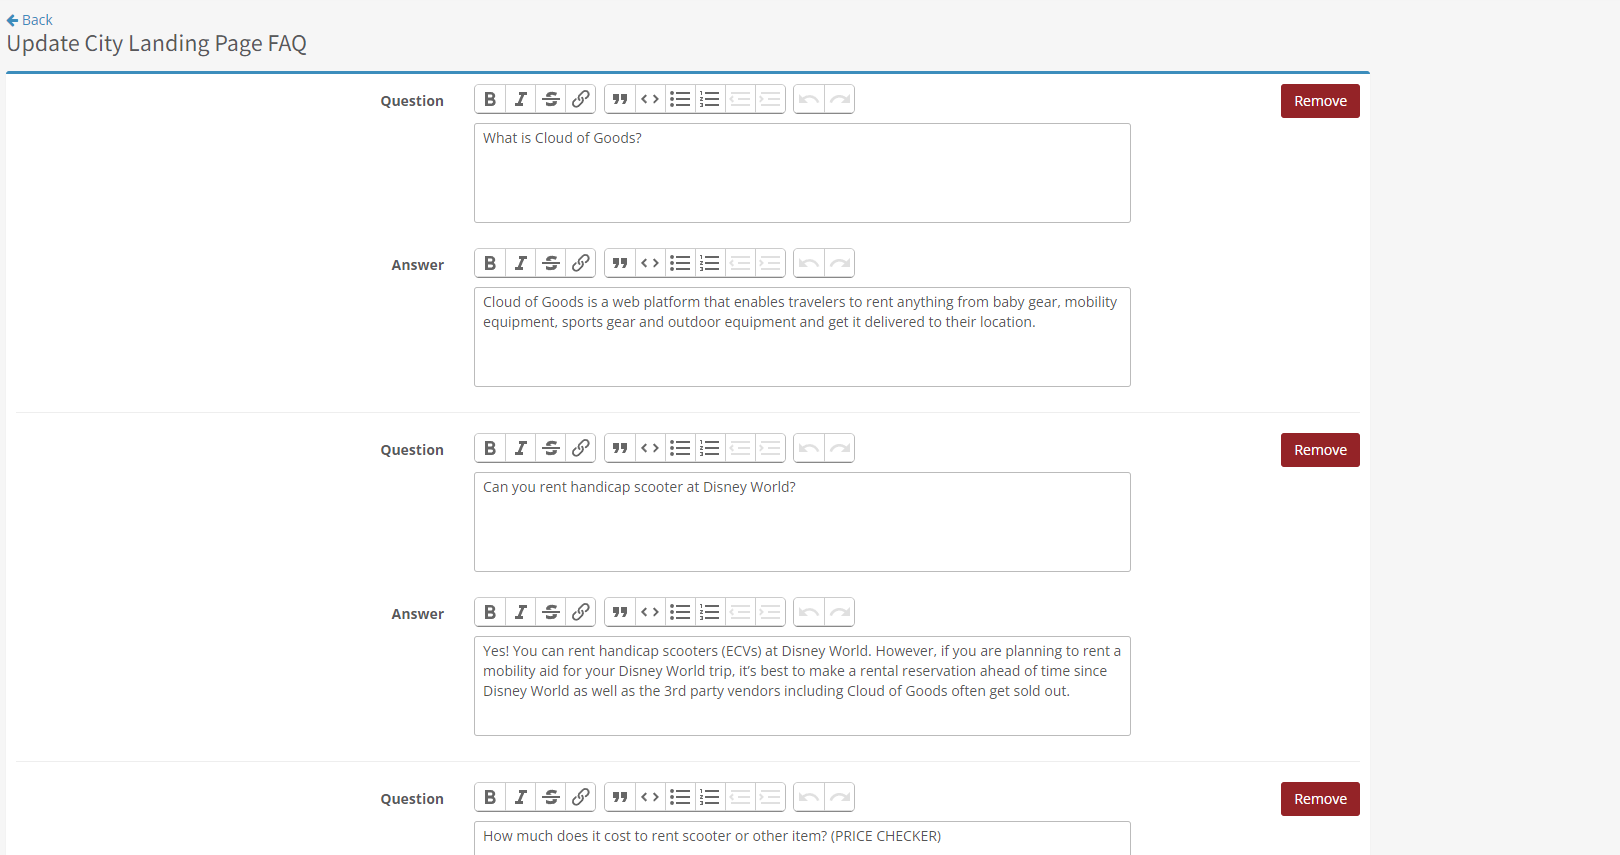 Back
Update City Landing Page FAQ
Question
Remove
What is Cloud of Goods?
Answer
Cloud of Goods is a web platform that enables travelers to rent anything from baby gear, mobility
equipment, sports gear and outdoor equipment and get it delivered to their location.
Question
Remove
Can you rent handicap scooter at Disney World?
Answer
Yes! You can rent handicap scooters (ECVs) at Disney World. However, if you are planning to rent a
mobility aid for your Disney World trip, it’s best to make a rental reservation ahead of time since
Disney World as well as the 3rd party vendors including Cloud of Goods often get sold out.
Question
Remove
How much does it cost to rent scooter or other item? (PRICE CHECKER)